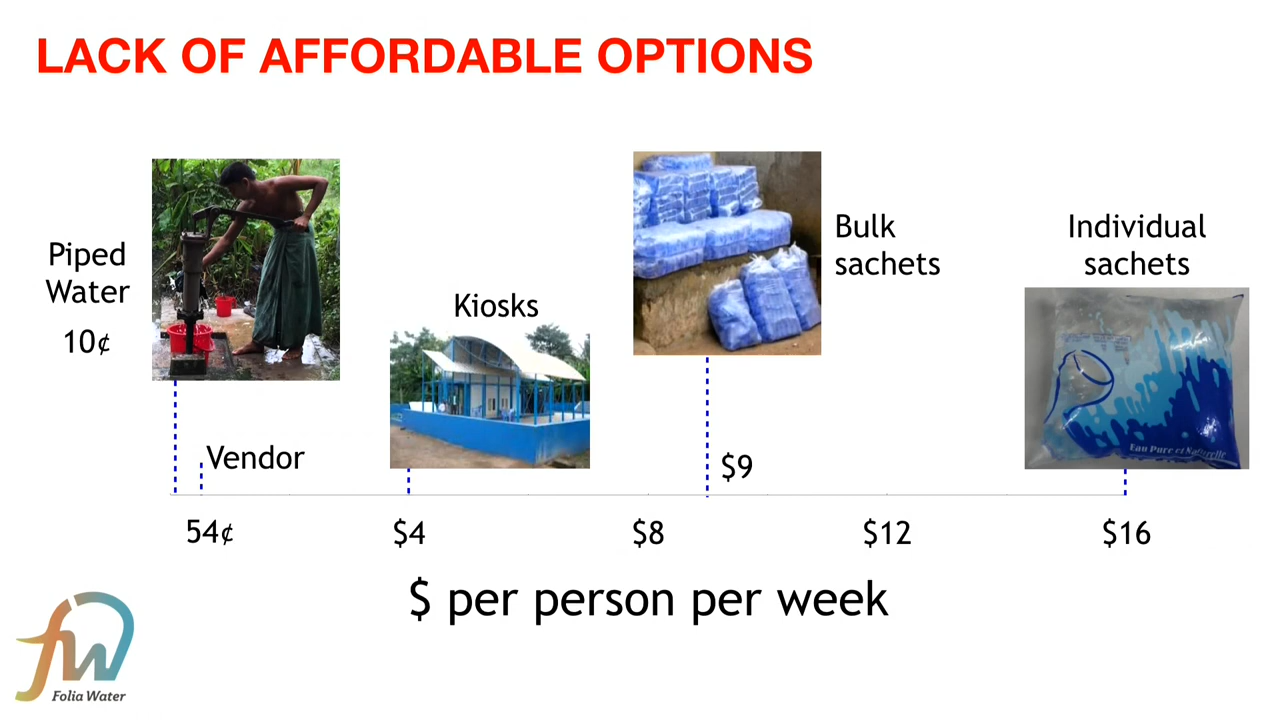 LACK OF AFFORDABLE OPTIONS
Piped
Water
10¢
Vendor
Kiosks
Bulk
sachets
$9
Individual
sachets
Eau Pure et Naturelle
54¢
$4
$8
$12
$16
$ per person per week
fw
Folia Water